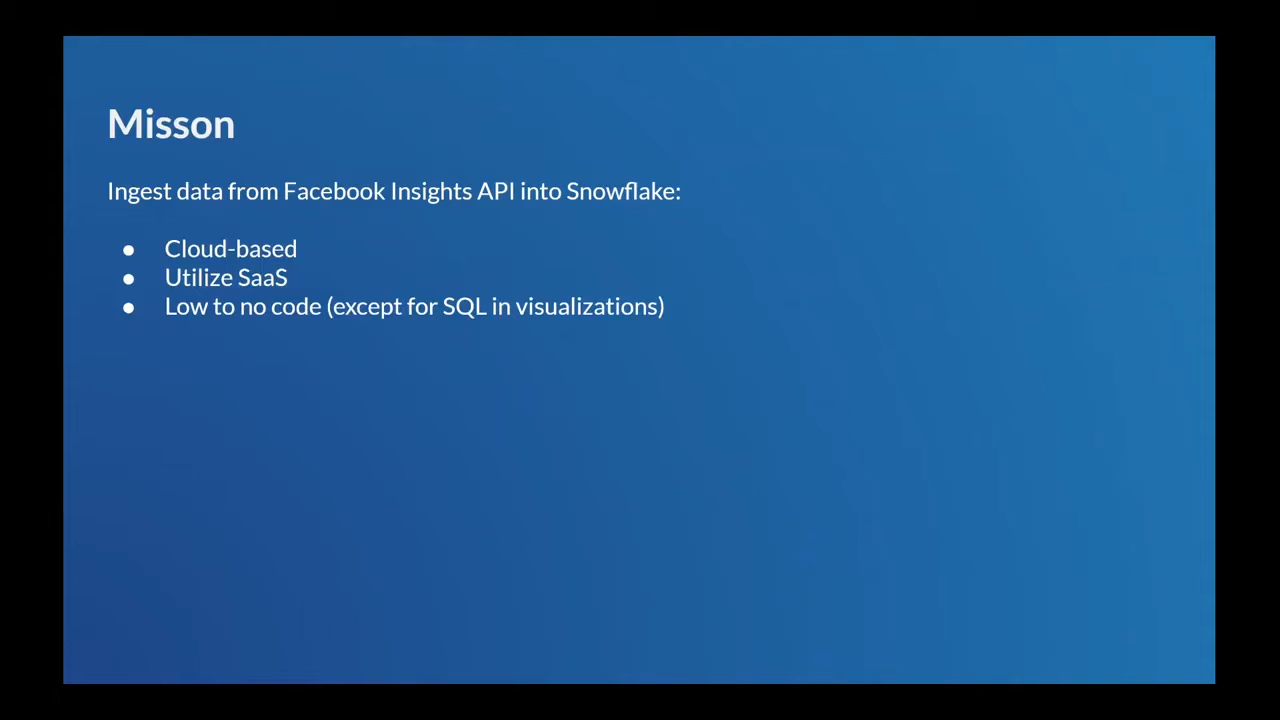 Misson
Ingest data from Facebook Insights API into Snowflake:
● Cloud-based
● Utilize SaaS
● Low to no code (except for SQL in visualizations)